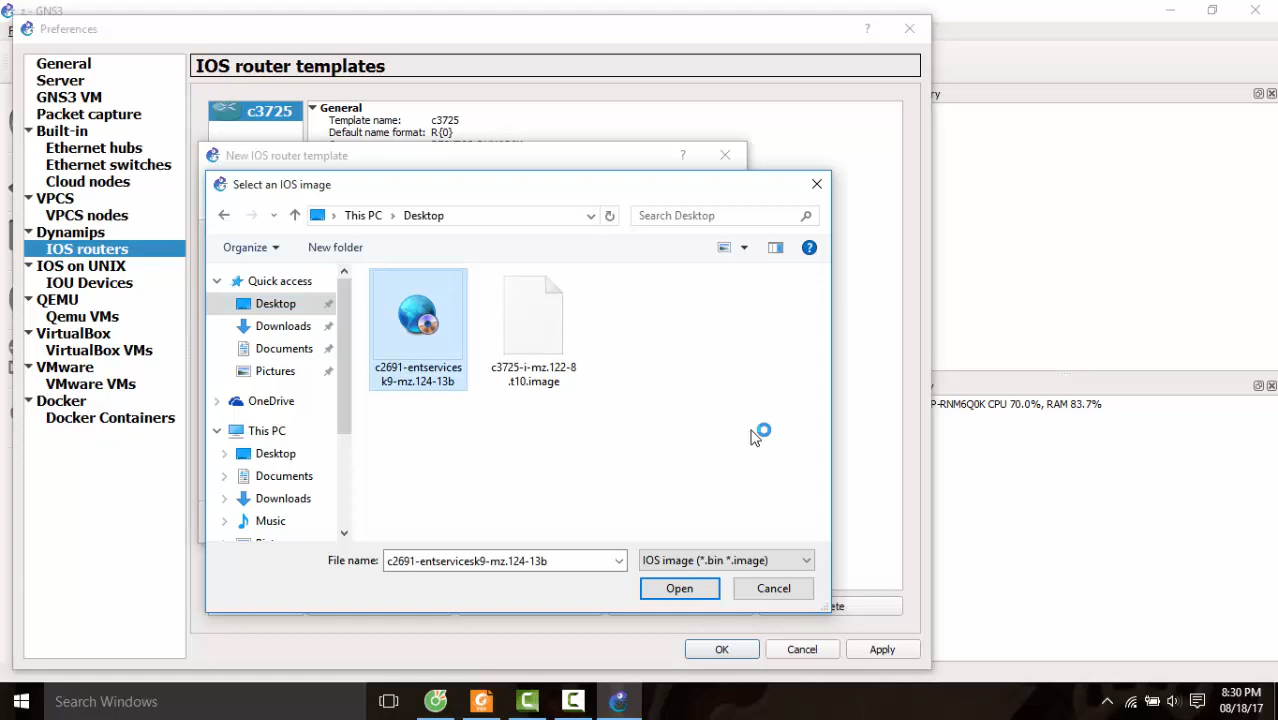 z - GNS3
Preferences
General
Server
GNS3 VM
Packet capture
Built-in
Ethernet hubs
Ethernet switches
Cloud nodes
VPCS
VPCS nodes
Dynamips
IOS routers
IOS on UNIX
IOU Devices
QEMU
Qemu VMs
VirtualBox
VirtualBox VMs
VMware
VMware VMs
Docker
Docker Containers
IOS router templates
c3725
General
Template name: c3725
Default name format: R{0}
New IOS router template
Select an IOS image
This PC
Desktop
Search Desktop
Organize
New folder
Quick access
Desktop
Downloads
Documents
Pictures
OneDrive
This PC
Desktop
Documents
Downloads
Music
c2691-entservices
k9-mz.124-13b
c3725-i-mz.122-8
.t10.image
File name: c2691-entservicesk9-mz.124-13b
IOS image (*.bin *.image)
Open
Cancel
OK
Cancel
Apply
P-RNM6Q0K CPU 70.0%, RAM 83.7%
Search Windows
8:30 PM
08/18/17